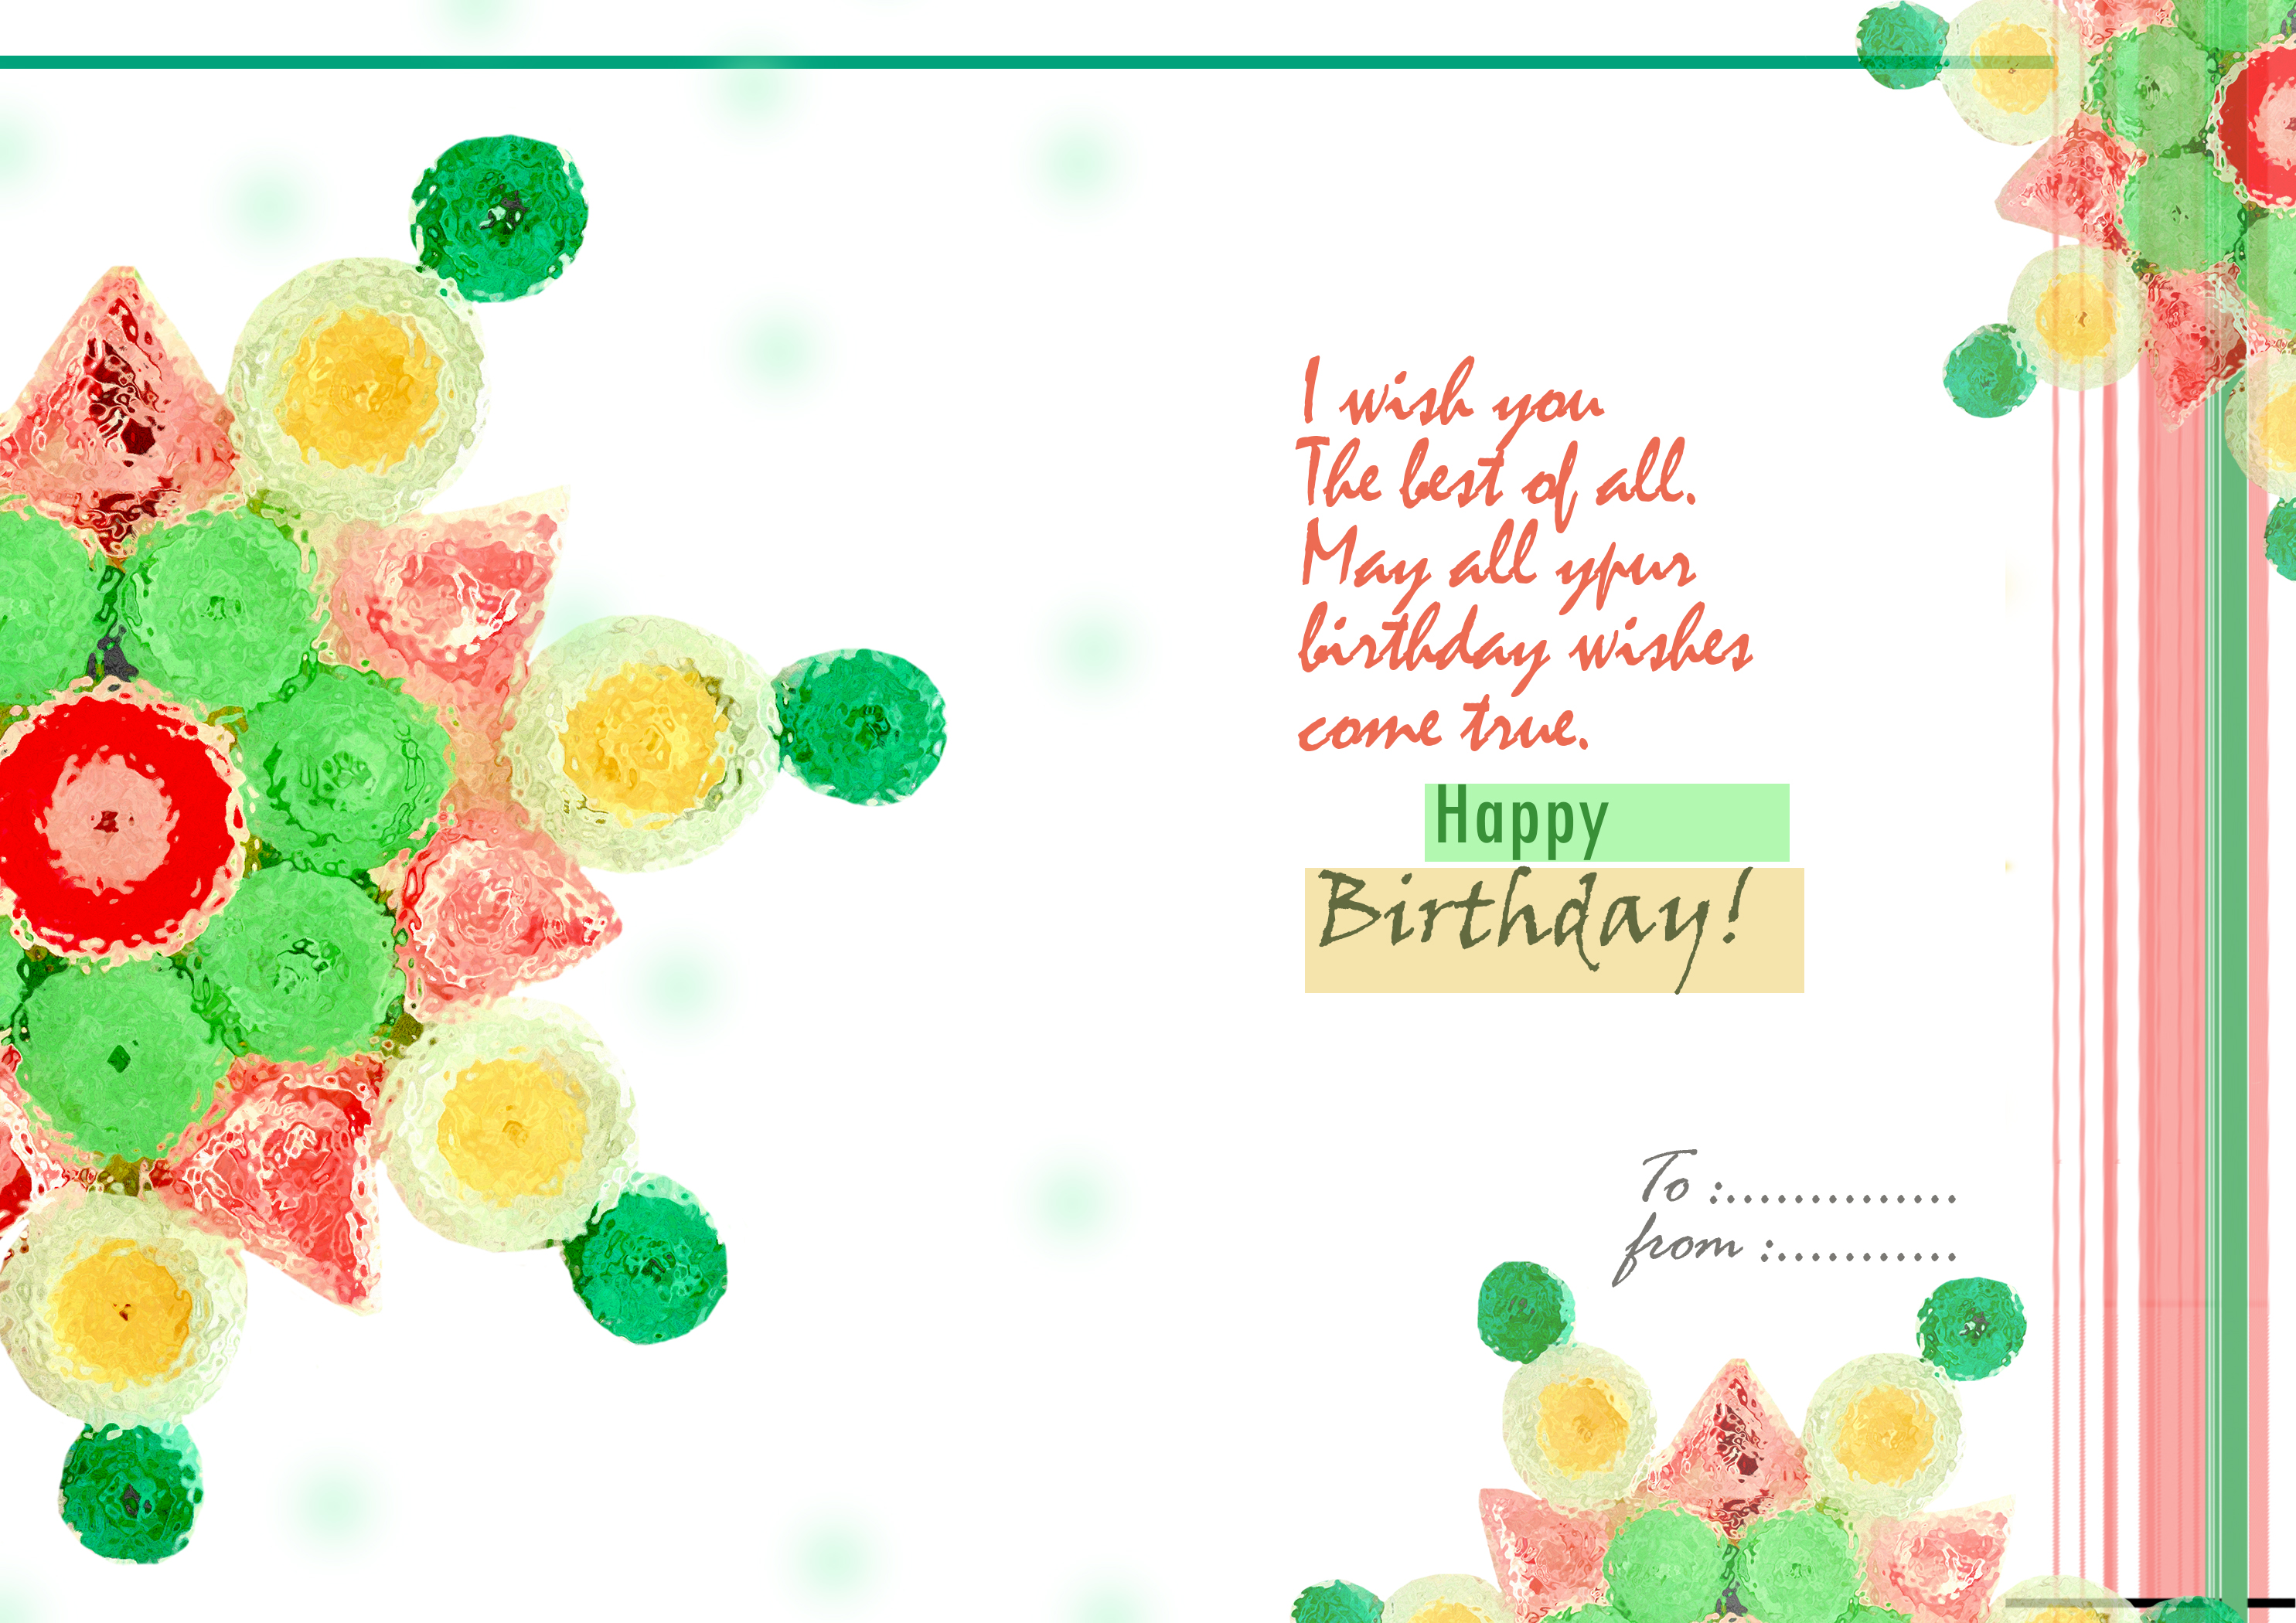 I wish you
The best of all.
May all ypur
birthday wishes
come true.
Happy
Birthday!
To :..............
from :...........